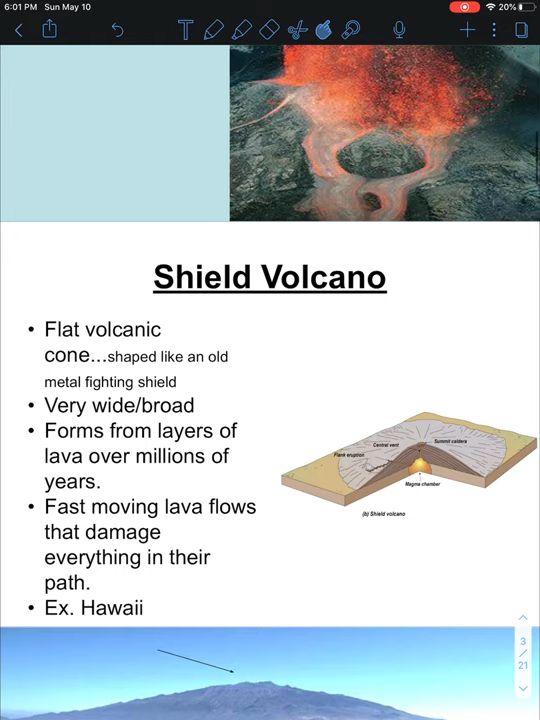 6:01 PM Sun May 10
20%
T
Shield Volcano
• Flat volcanic
cone...shaped like an old
metal fighting shield
• Very wide/broad
• Forms from layers of
lava over millions of
years.
• Fast moving lava flows
that damage
everything in their
path.
• Ex. Hawaii
Central vent
Summit caldera
Flank eruption
Magma chamber
(b) Shield volcano
3
/
21